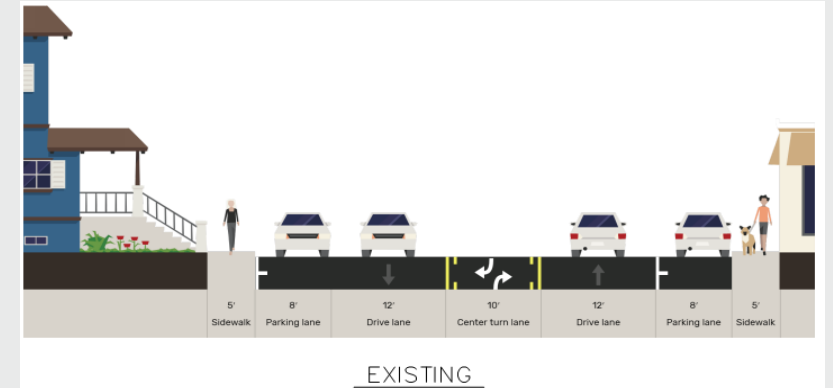 5' 8' 12' 10' 12' 8' 5'
Sidewalk Parking lane Drive lane Center turn lane Drive lane Parking lane Sidewalk
EXISTING